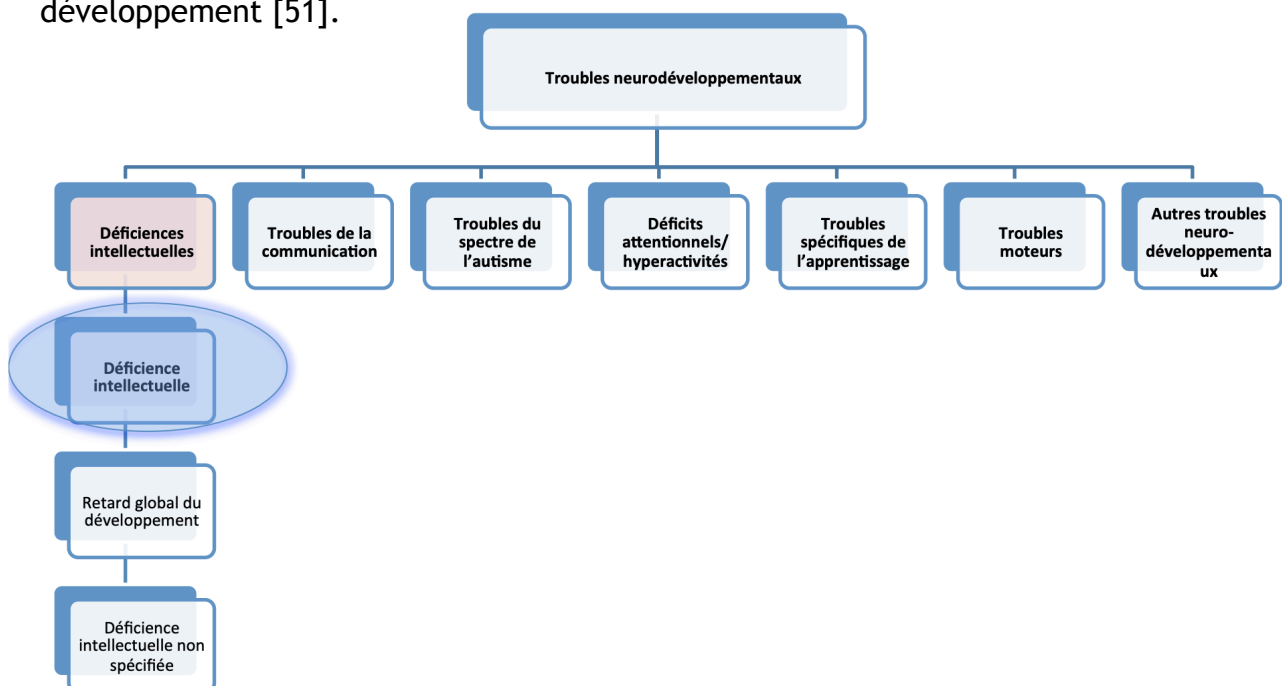 développement [51].
Troubles neurodéveloppementaux
Déficiences
intellectuelles
Troubles de la
communication
Troubles du
spectre de
l'autisme
Déficits
attentionnels/
hyperactivités
Troubles
spécifiques de
l'apprentissage
Troubles
moteurs
Autres troubles
neuro-
développementa
ux
Déficience
intellectuelle
Retard global du
développement
Déficience
intellectuelle non
spécifiée